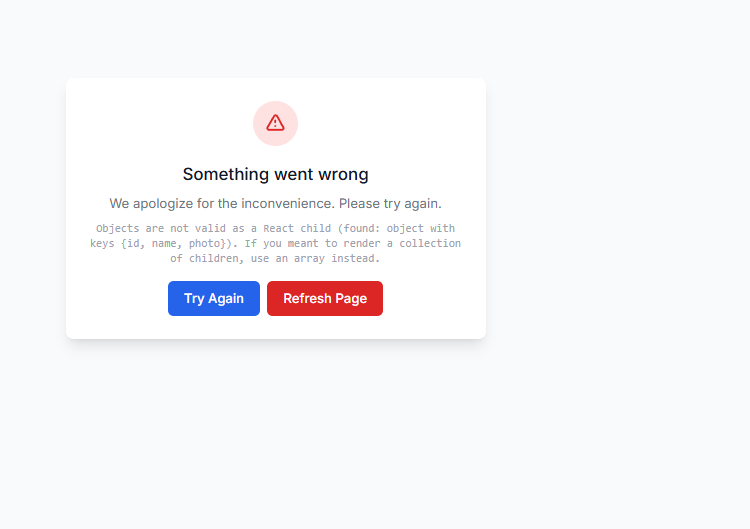 Something went wrong
We apologize for the inconvenience. Please try again.
Objects are not valid as a React child (found: object with
keys {id, name, photo}). If you meant to render a collection
of children, use an array instead.
Try Again
Refresh Page